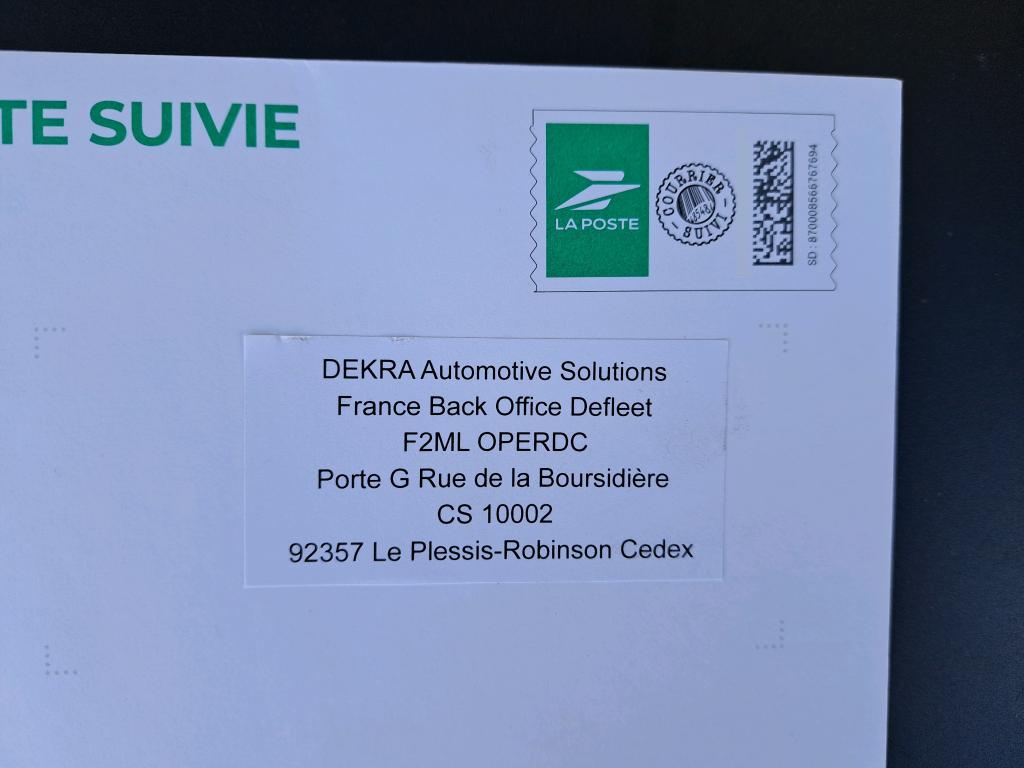 TE SUIVIE
LA POSTE
COURRIER
SUIVI
SD : 870008566767694
DEKRA Automotive Solutions
France Back Office Defleet
F2ML OPERDC
Porte G Rue de la Boursidière
CS 10002
92357 Le Plessis-Robinson Cedex